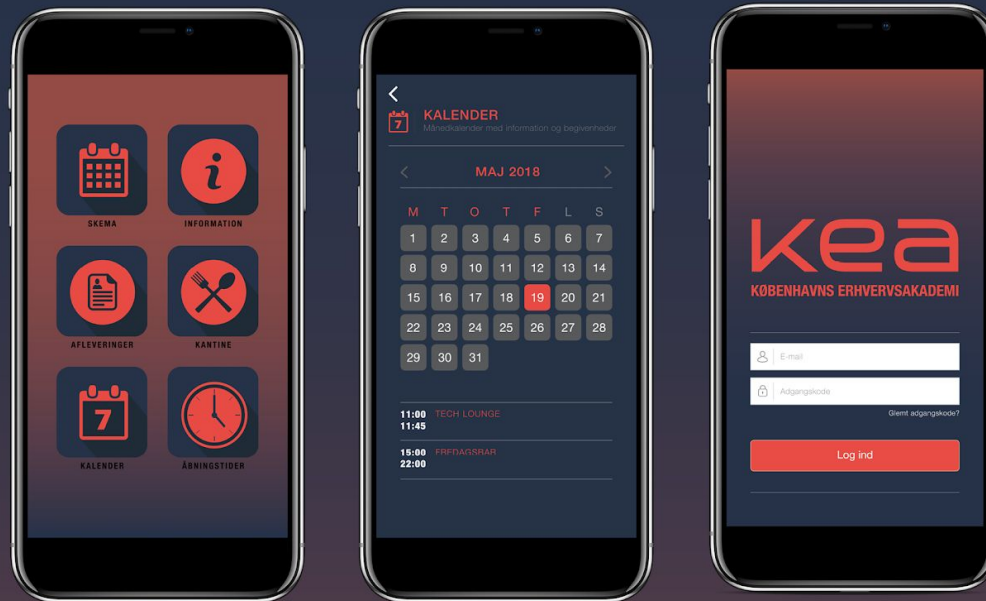 SKEMA
INFORMATION
AFLEVERINGER
KANTINE
7
KALENDER
ÅBNINGSTIDER
7
KALENDER
Månedkalender med information og begivenheder
MAJ 2018
M T O T F L S
1 2 3 4 5 6 7
8 9 10 11 12 13 14
15 16 17 18 19 20 21
22 23 24 25 26 27 28
29 30 31
11:00 TECH LOUNGE
11:45
15:00 FREDAGSBAR
22:00
kea
KØBENHAVNS ERHVERVSAKADEMI
E-mail
Adgangskode
Glemt adgangskode?
Log ind